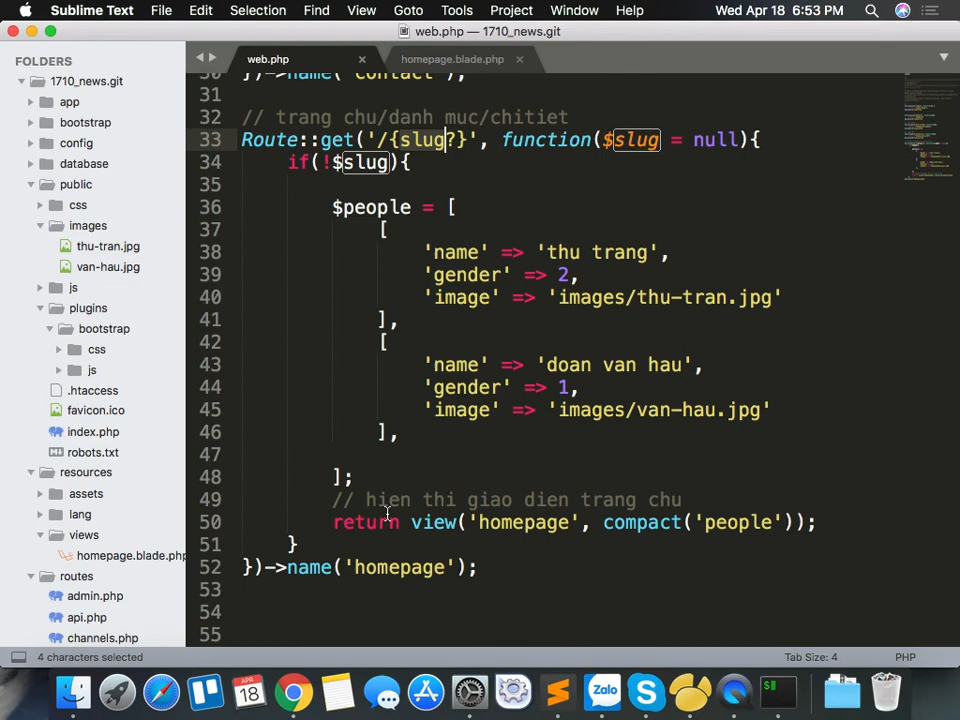 Sublime Text File Edit Selection Find View Goto Tools Project Window Help Wed Apr 18 6:53 PM
web.php — 1710_news.git
FOLDERS
1710_news.git
app
bootstrap
config
database
public
css
images
thu-tran.jpg
van-hau.jpg
js
plugins
bootstrap
css
js
.htaccess
favicon.ico
index.php
robots.txt
resources
assets
lang
views
homepage.blade.php
routes
admin.php
api.php
channels.php
web.php
homepage.blade.php
30 })->name('contact');
31
32 // trang chu/danh muc/chitiet
33 Route::get('/{slug?}', function($slug = null){
34 if(!$slug){
35
36 $people = [
37 [
38 'name' => 'thu trang',
39 'gender' => 2,
40 'image' => 'images/thu-tran.jpg'
41 ],
42 [
43 'name' => 'doan van hau',
44 'gender' => 1,
45 'image' => 'images/van-hau.jpg'
46 ],
47
48 ];
49 // hien thi giao dien trang chu
50 return view('homepage', compact('people'));
51 }
52 })->name('homepage');
53
54
55
4 characters selected Tab Size: 4 PHP
APR
18
Zalo